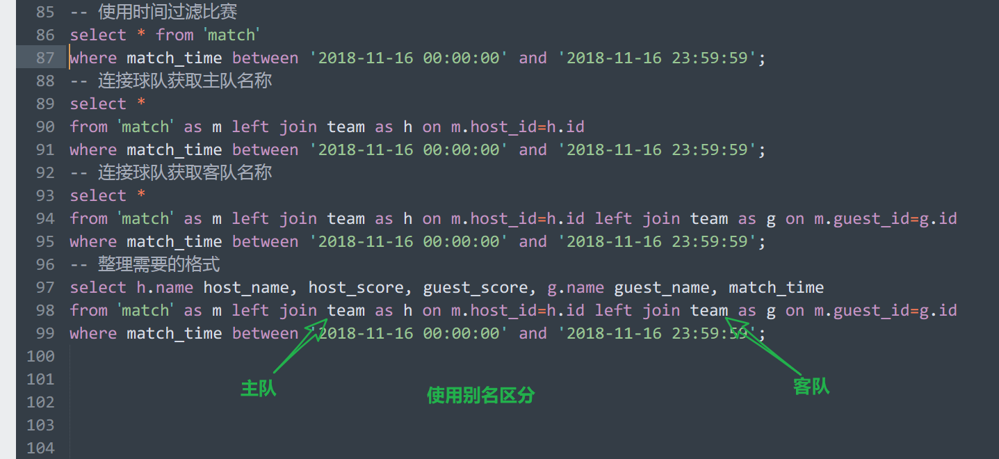 85 -- 使用时间过滤比赛
86 select * from 'match'
87 where match_time between '2018-11-16 00:00:00' and '2018-11-16 23:59:59';
88 -- 连接球队获取主队名称
89 select *
90 from 'match' as m left join team as h on m.host_id=h.id
91 where match_time between '2018-11-16 00:00:00' and '2018-11-16 23:59:59';
92 -- 连接球队获取客队名称
93 select *
94 from 'match' as m left join team as h on m.host_id=h.id left join team as g on m.guest_id=g.id
95 where match_time between '2018-11-16 00:00:00' and '2018-11-16 23:59:59';
96 -- 整理需要的格式
97 select h.name host_name, host_score, guest_score, g.name guest_name, match_time
98 from 'match' as m left join team as h on m.host_id=h.id left join team as g on m.guest_id=g.id
99 where match_time between '2018-11-16 00:00:00' and '2018-11-16 23:59:59';
100
101
主队 使用别名区分 客队
102
103
104